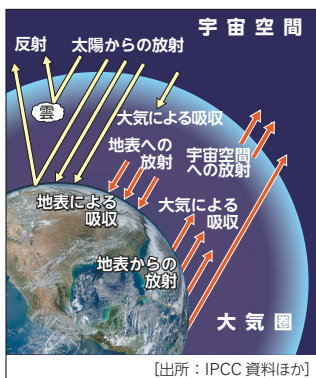 宇宙空間
反射
太陽からの放射
雲
大気による吸収
地表への
放射
宇宙空間
への放射
地表による
吸収
大気による
吸収
地表からの
放射
大気圏
[出所：IPCC 資料ほか]